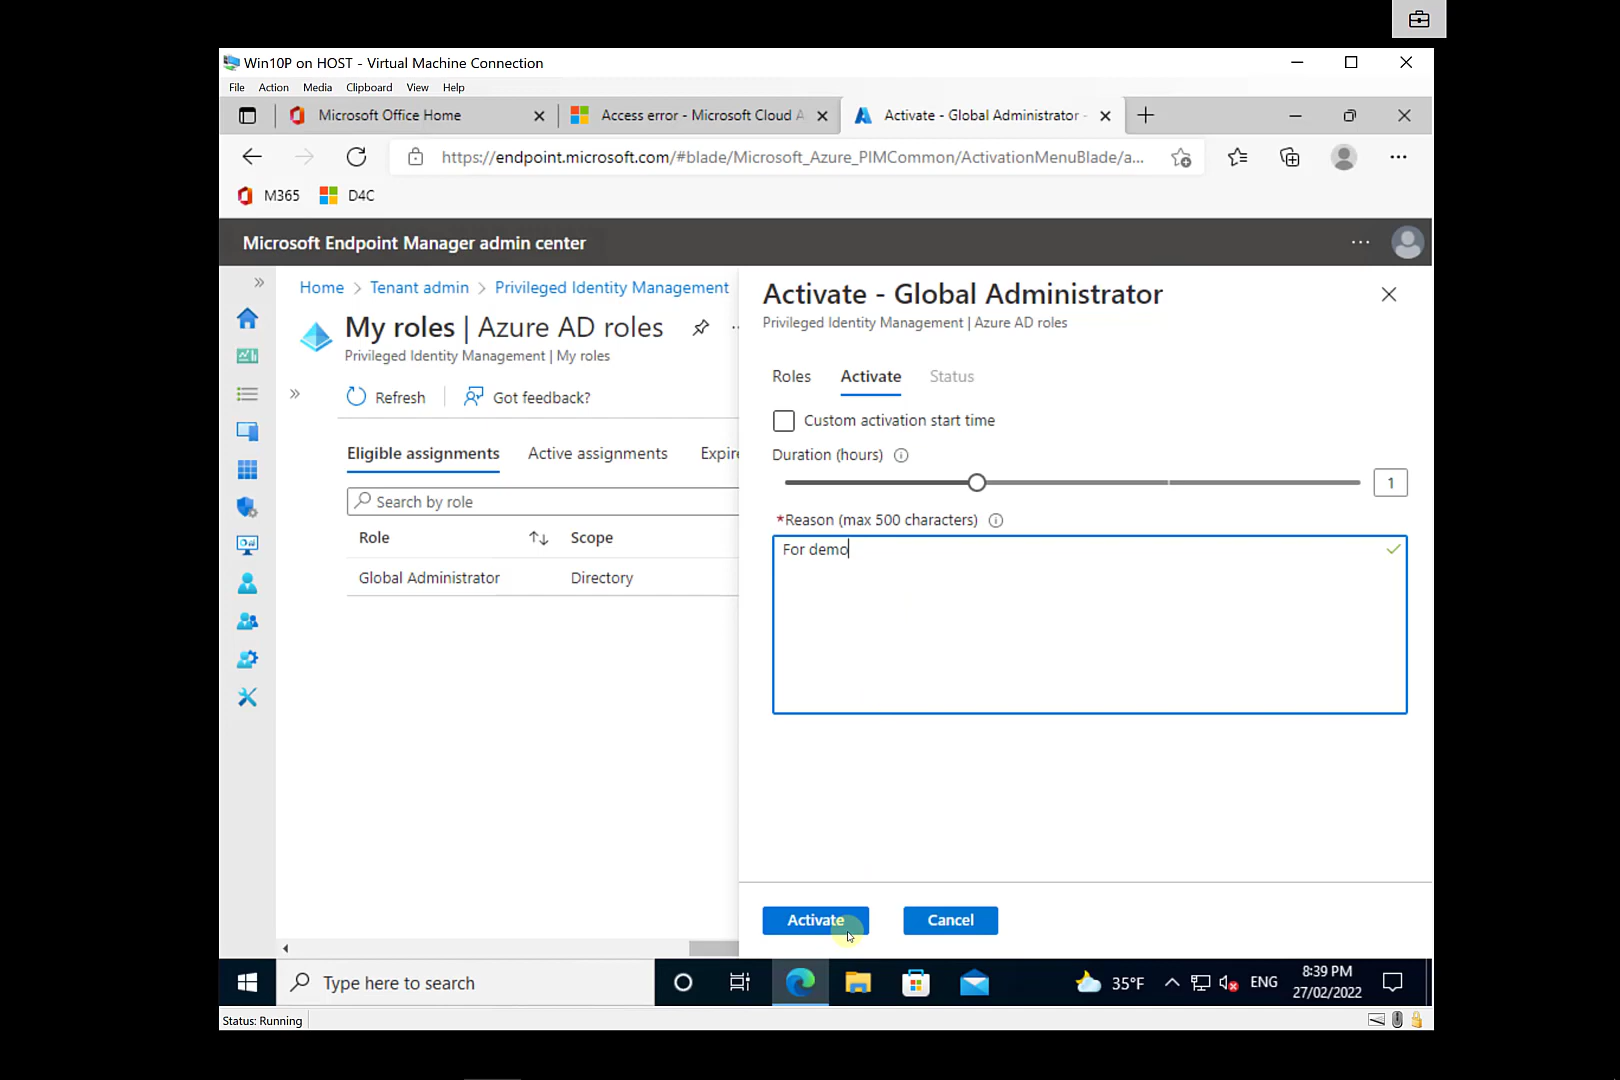 Win10P on HOST - Virtual Machine Connection
File Action Media Clipboard View Help
Microsoft Office Home
Access error - Microsoft Cloud A
Activate - Global Administrator -
https://endpoint.microsoft.com/#blade/Microsoft_Azure_PIMCommon/ActivationMenuBlade/a...
M365
D4C
Microsoft Endpoint Manager admin center
Home > Tenant admin > Privileged Identity Management
My roles | Azure AD roles
Privileged Identity Management | My roles
Refresh
Got feedback?
Eligible assignments
Active assignments
Expire
Search by role
Role
Scope
Global Administrator
Directory
Activate - Global Administrator
Privileged Identity Management | Azure AD roles
Roles
Activate
Status
Custom activation start time
Duration (hours)
1
*Reason (max 500 characters)
For demo
Activate
Cancel
Type here to search
35°F
ENG
8:39 PM
27/02/2022
Status: Running